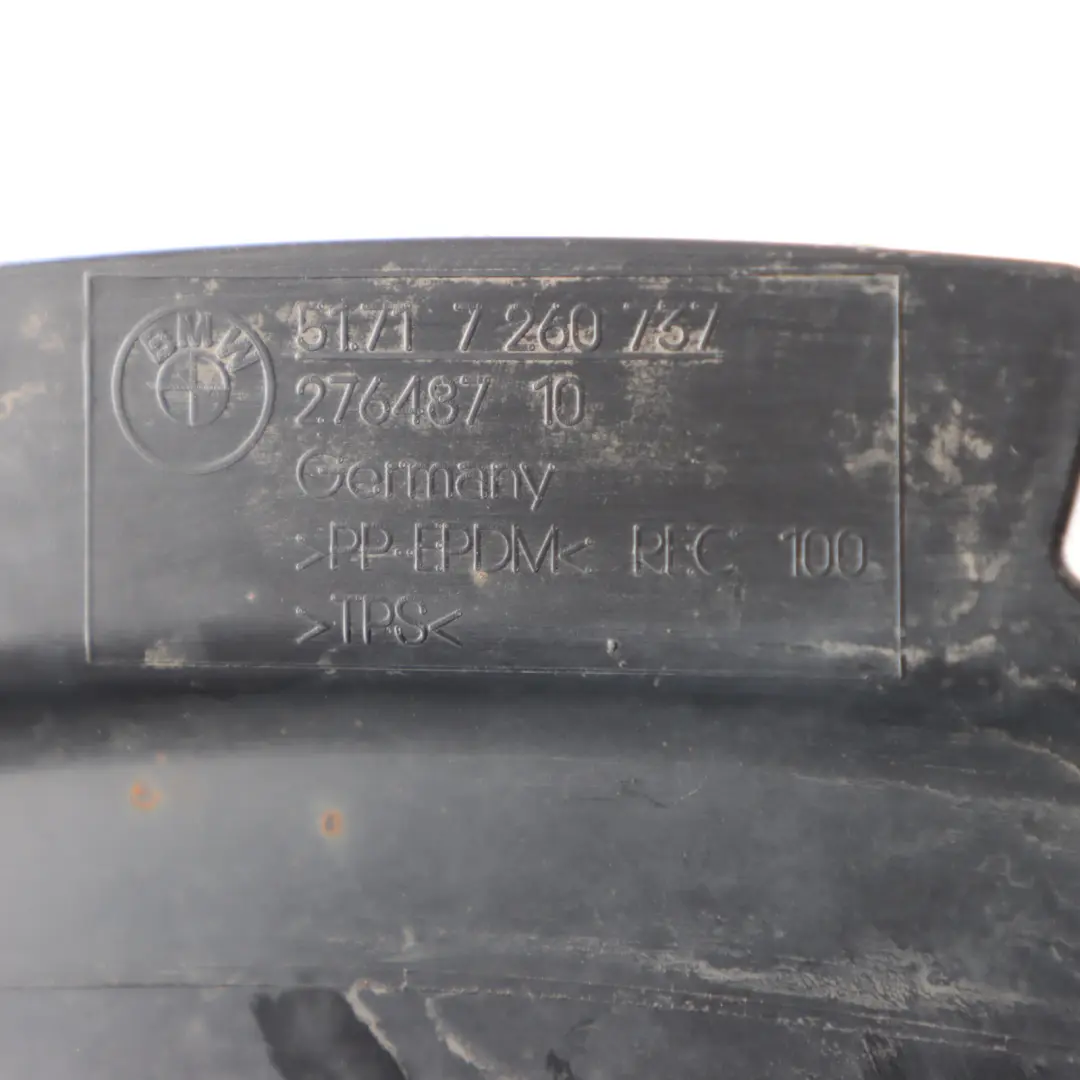 BMW
51.71 7 260 737
276487 10
Germany
>PP-EPDM< REC 100
>TPS<